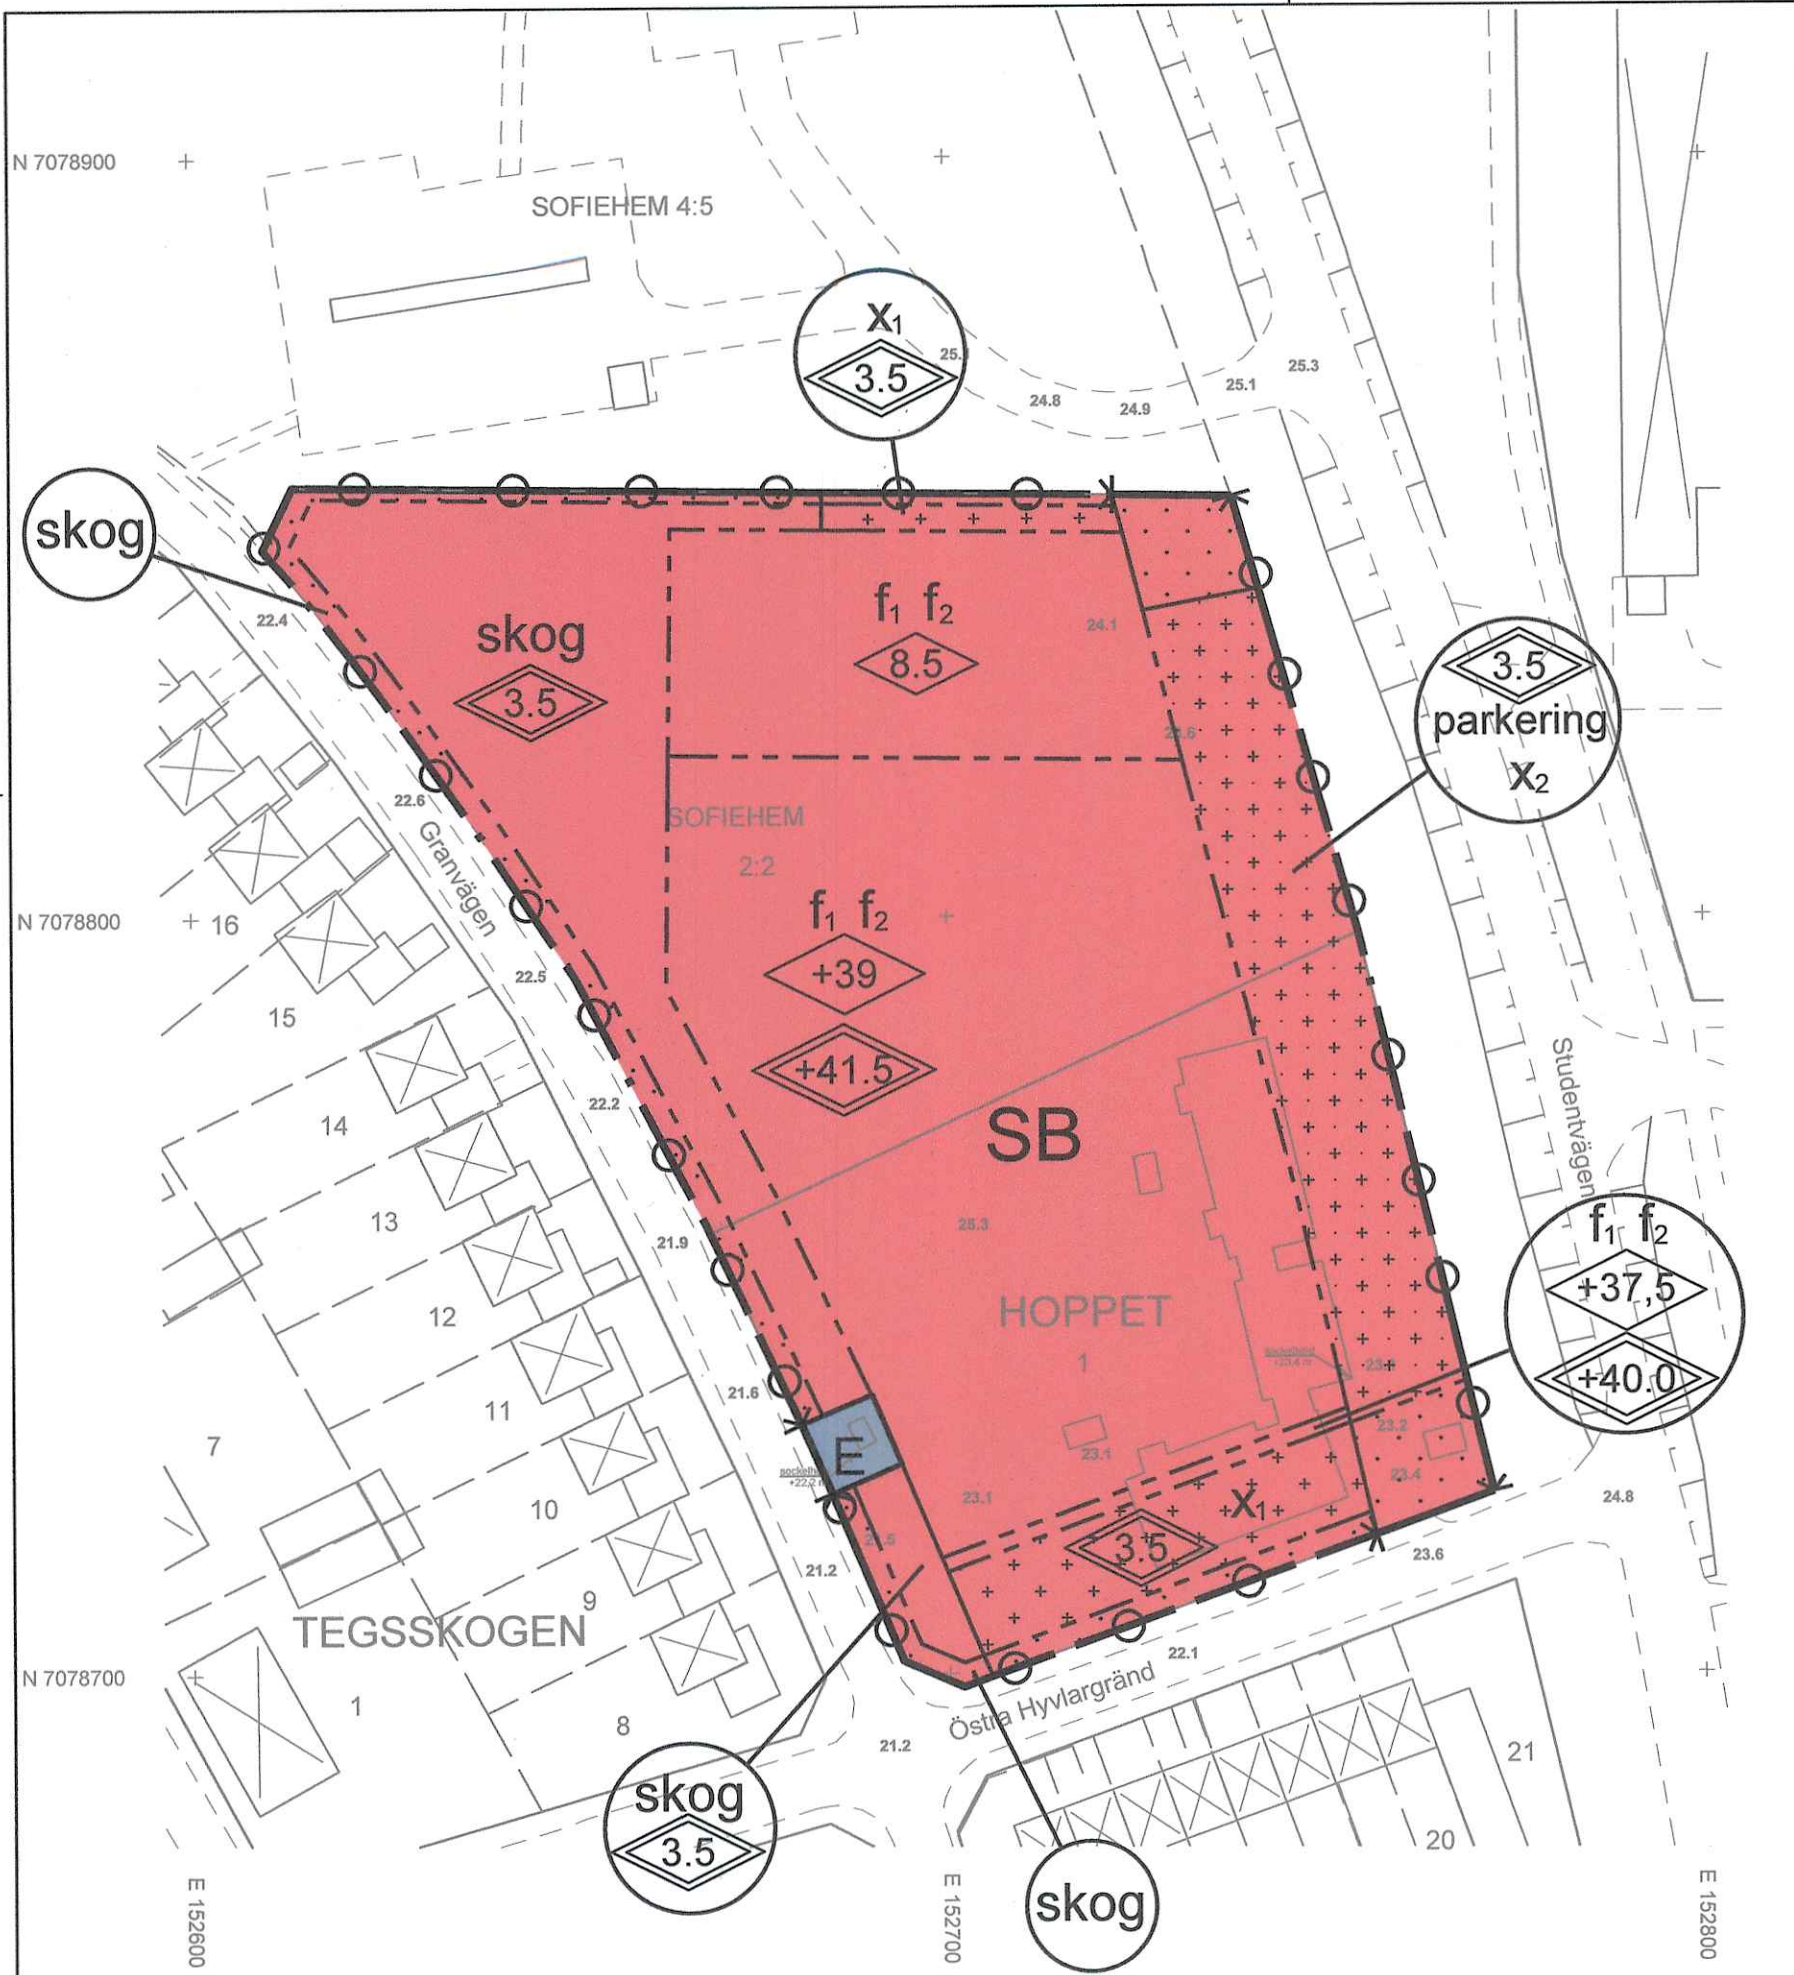 N 7078900
SOFIEHEM 4:5
x₁
3.5
25.3
25.1
24.8
24.9
skog
22.4
skog
3.5
f₁ f₂
8.5
24.1
3.5
parkering
x₂
22.6
Granvägen
SOFIEHEM
2:2
N 7078800
16
f₁ f₂
+39
+41.5
22.5
15
14
22.2
SB
Studentvägen
13
21.9
f₁ f₂
+37,5
+40.0
12
HOPPET
1
11
21.6
7
E
23.1
23.1
23.2
23.4
24.8
x₁
3.5
10
21.2
23.6
9
TEGSSKOGEN
22.1
N 7078700
1
8
Östra Hyvlargränd
21.2
21
20
skog
3.5
skog
E 152600
E 152700
E 152800